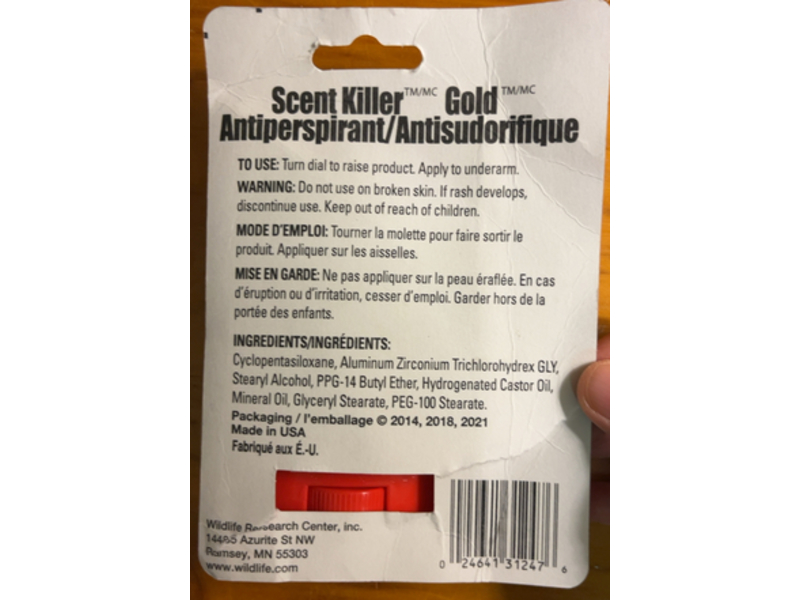 Scent Killer™/MC Gold™/MC
Antiperspirant/Antisudorifique
TO USE: Turn dial to raise product. Apply to underarm.
WARNING: Do not use on broken skin. If rash develops,
discontinue use. Keep out of reach of children.
MODE D'EMPLOI: Tourner la molette pour faire sortir le
produit. Appliquer sur les aisselles.
MISE EN GARDE: Ne pas appliquer sur la peau éraflée. En cas
d'éruption ou d'irritation, cesser d'emploi. Garder hors de la
portée des enfants.
INGREDIENTS/INGRÉDIENTS:
Cyclopentasiloxane, Aluminum Zirconium Trichlorohydrex GLY,
Stearyl Alcohol, PPG-14 Butyl Ether, Hydrogenated Castor Oil,
Mineral Oil, Glyceryl Stearate, PEG-100 Stearate.
Packaging / l'emballage © 2014, 2018, 2021
Made in USA
Fabriqué aux É.-U.
Wildlife Research Center, inc.
14485 Azurite St NW
Ramsey, MN 55303
www.wildlife.com
0 24641 31247 6